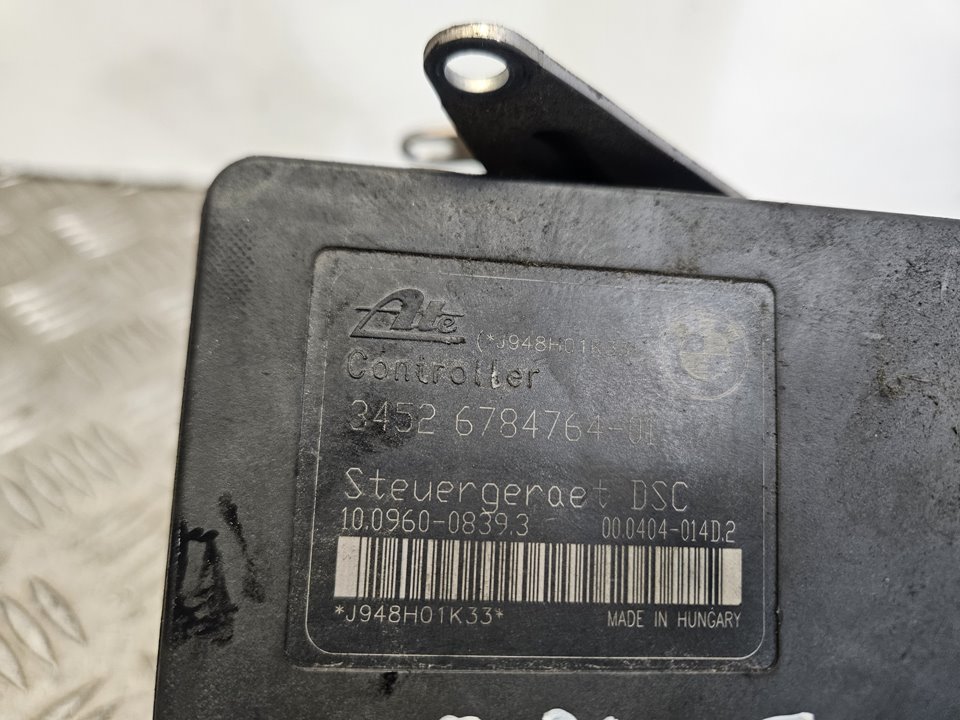 Ate
(*J948H01K33
Controller
3452 6784764-01
Steuergeraet DSC
10.0960-0839.3 00.0404-014D.2
*J948H01K33*
MADE IN HUNGARY